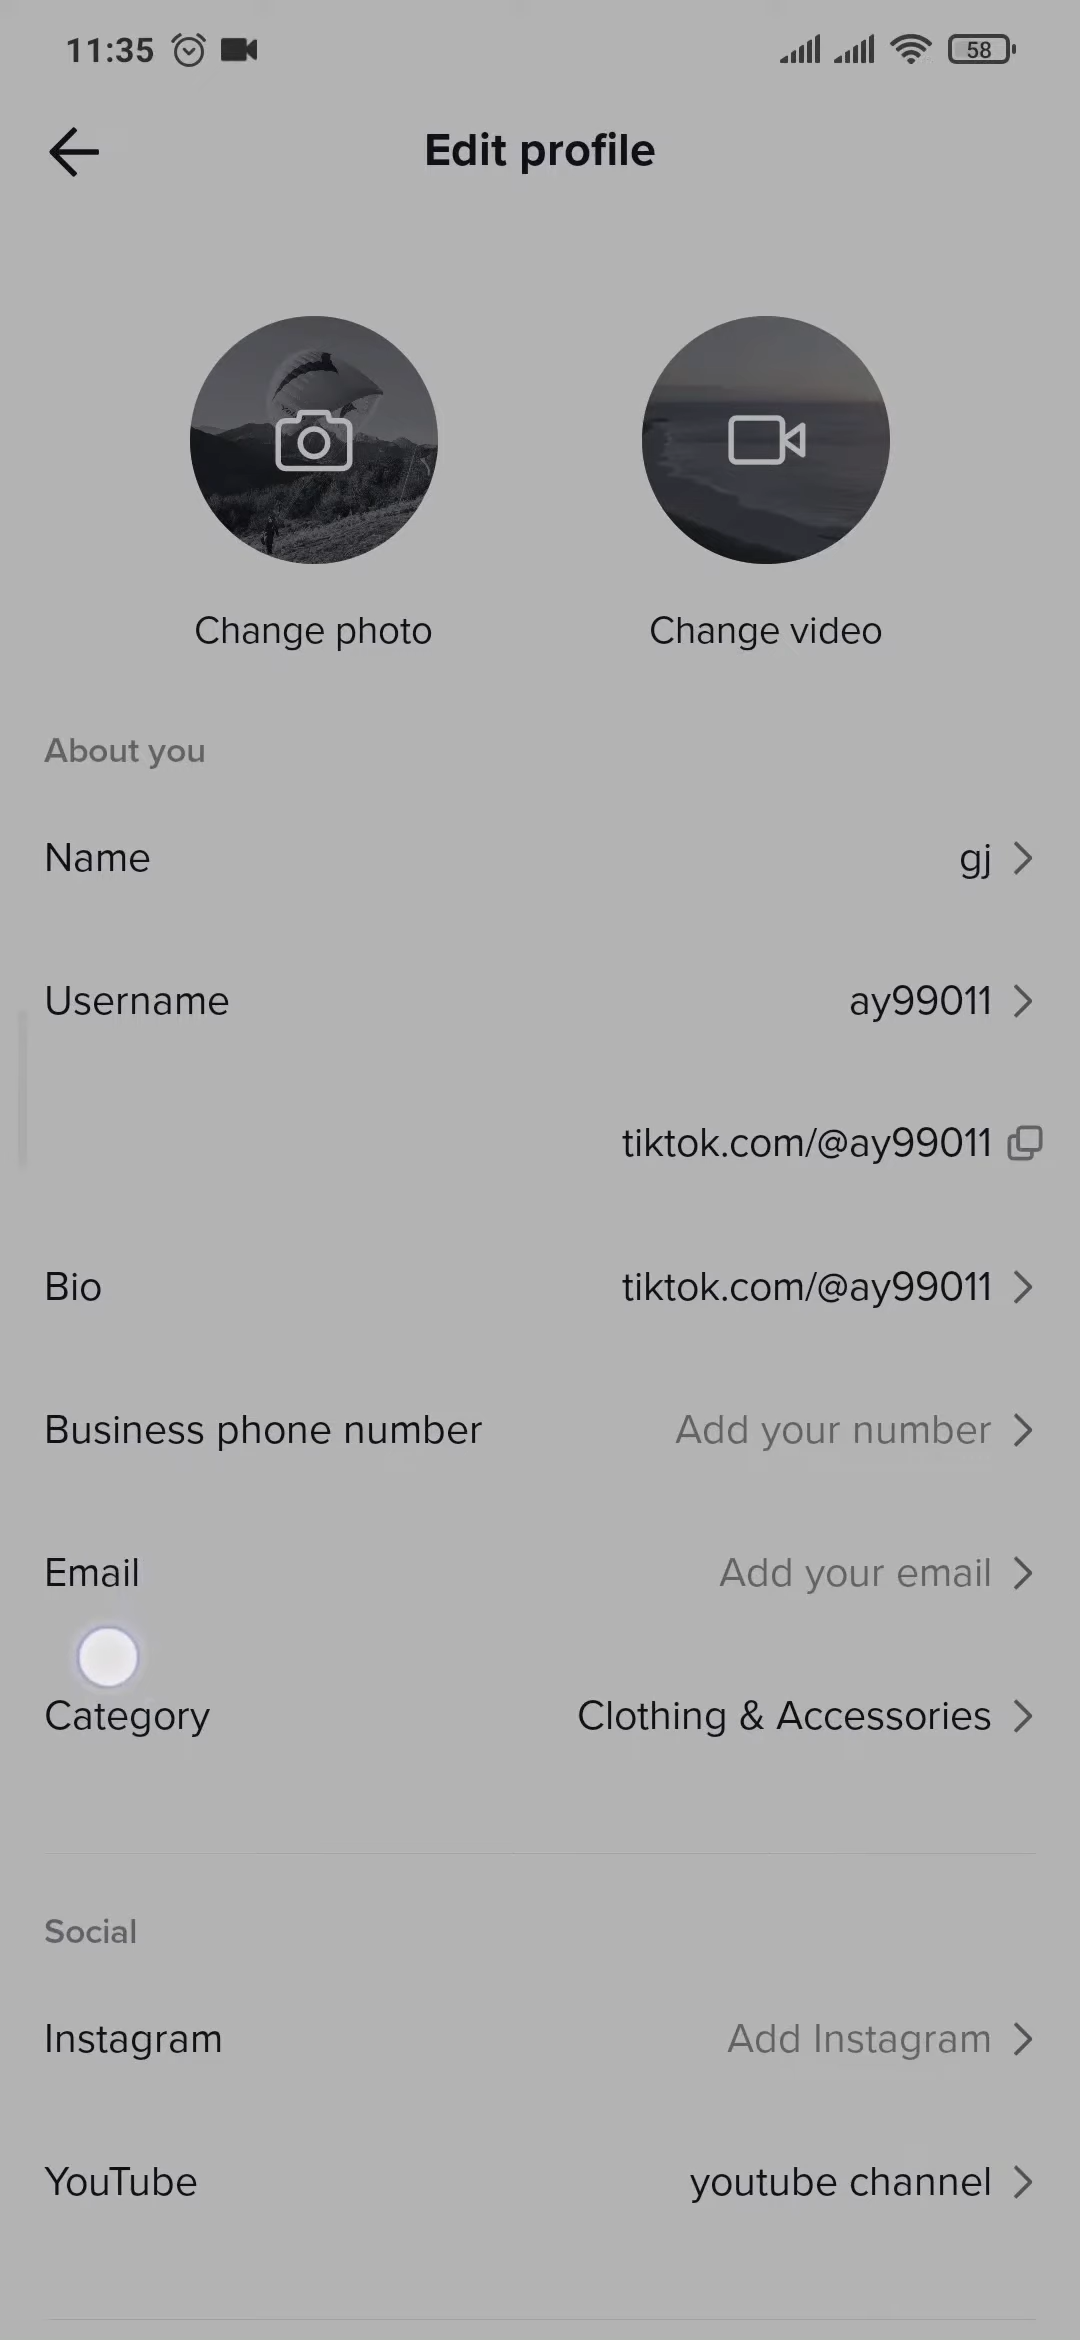 11:35
58
Edit profile
Change photo
Change video
About you
Name
gj
Username
ay99011
tiktok.com/@ay99011
Bio
tiktok.com/@ay99011
Business phone number
Add your number
Email
Add your email
Category
Clothing & Accessories
Social
Instagram
Add Instagram
YouTube
youtube channel